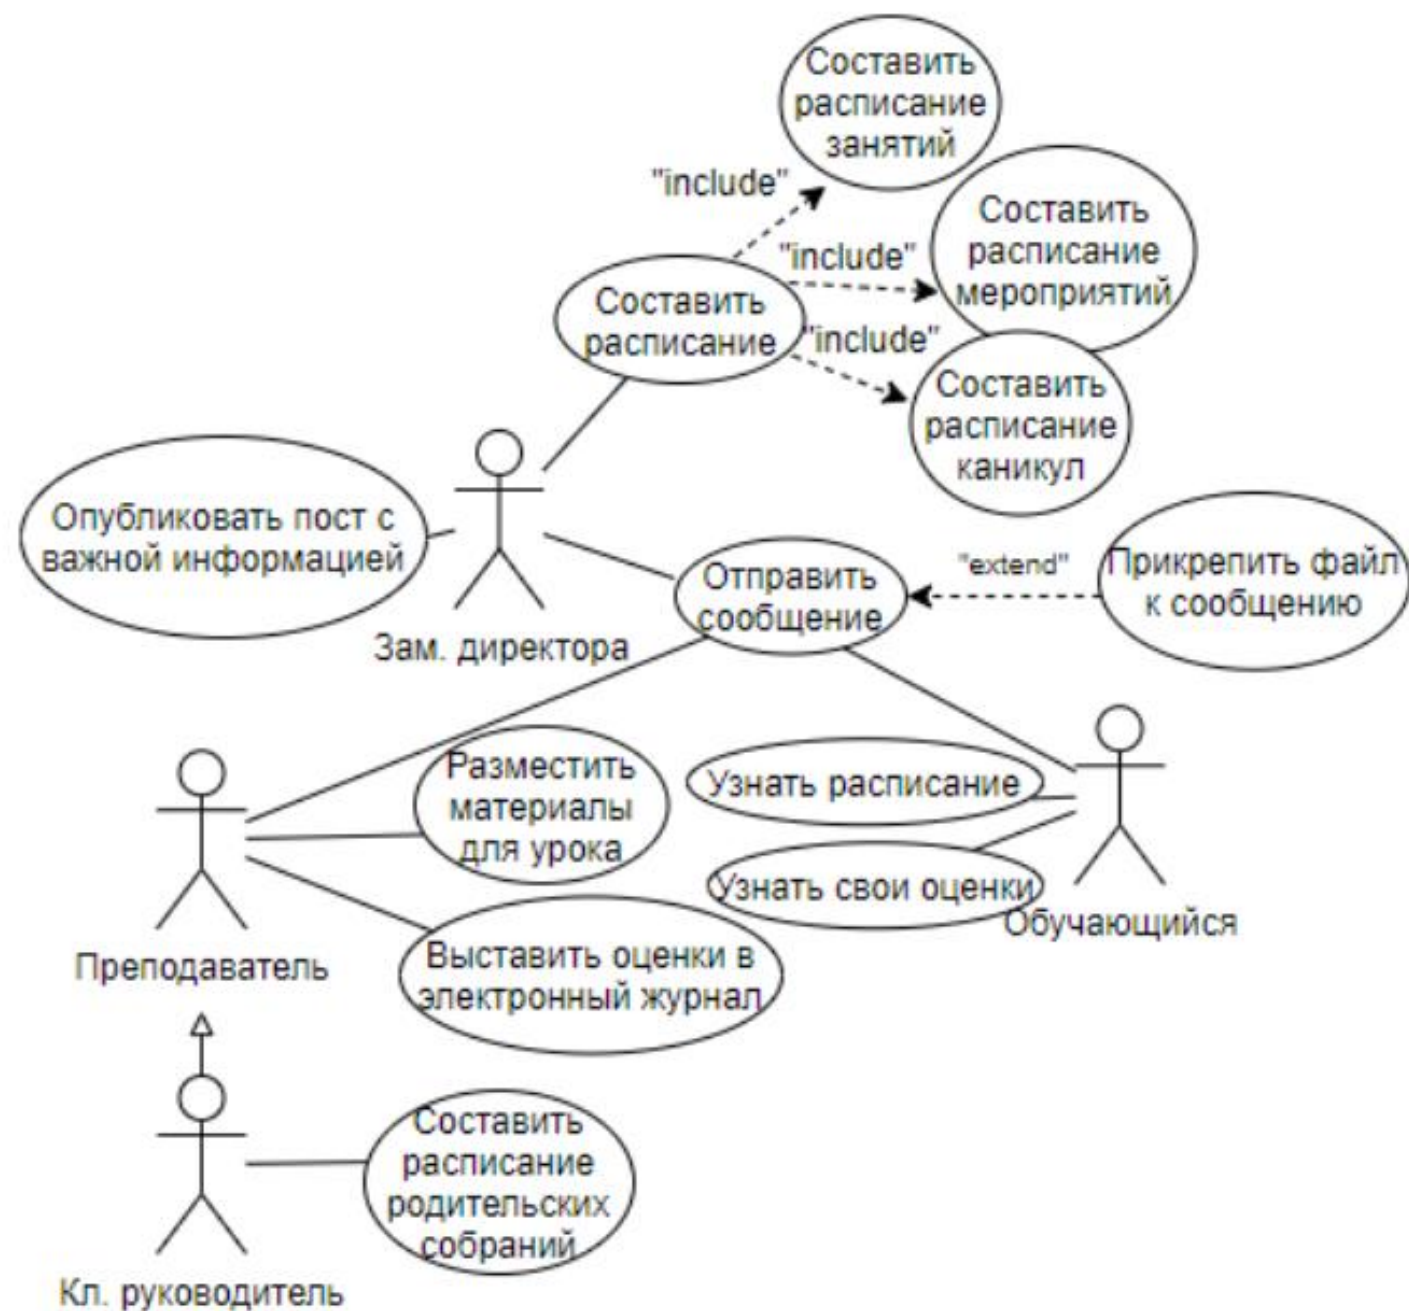 Составить
расписание
занятий
"include"
Составить
расписание
мероприятий
"include"
Составить
расписание
"include"
Составить
расписание
каникул
Опубликовать пост с
важной информацией
Зам. директора
Отправить
сообщение
"extend"
Прикрепить файл
к сообщению
Разместить
материалы
для урока
Узнать расписание
Узнать свои оценки
Обучающийся
Преподаватель
Выставить оценки в
электронный журнал
Составить
расписание
родительских
собраний
Кл. руководитель